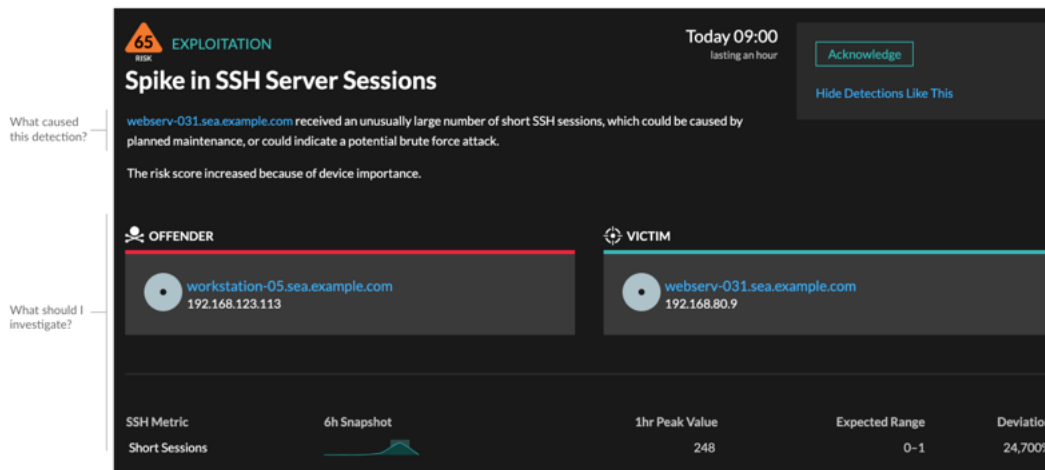 65
RISK
EXPLOITATION
Today 09:00
lasting an hour
Acknowledge
Spike in SSH Server Sessions
Hide Detections Like This
What caused
this detection?
webserv-031.sea.example.com received an unusually large number of short SSH sessions, which could be caused by
planned maintenance, or could indicate a potential brute force attack.
The risk score increased because of device importance.
What should I
investigate?
OFFENDER
workstation-05.sea.example.com
192.168.123.113
VICTIM
webserv-031.sea.example.com
192.168.80.9
SSH Metric 6h Snapshot 1hr Peak Value Expected Range Deviation
Short Sessions 248 0–1 24,700%